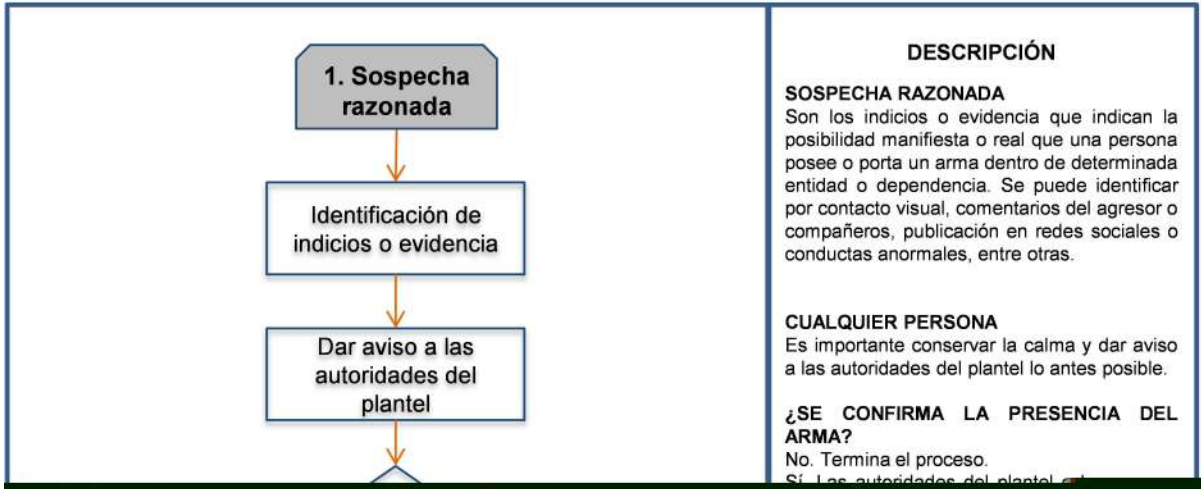 1. Sospecha
razonada
Identificación de
indicios o evidencia
Dar aviso a las
autoridades del
plantel
DESCRIPCIÓN
SOSPECHA RAZONADA
Son los indicios o evidencia que indican la
posibilidad manifiesta o real que una persona
posee o porta un arma dentro de determinada
entidad o dependencia. Se puede identificar
por contacto visual, comentarios del agresor o
compañeros, publicación en redes sociales o
conductas anormales, entre otras.
CUALQUIER PERSONA
Es importante conservar la calma y dar aviso
a las autoridades del plantel lo antes posible.
¿SE CONFIRMA LA PRESENCIA DEL
ARMA?
No. Termina el proceso.
Sí. Las autoridades del plantel